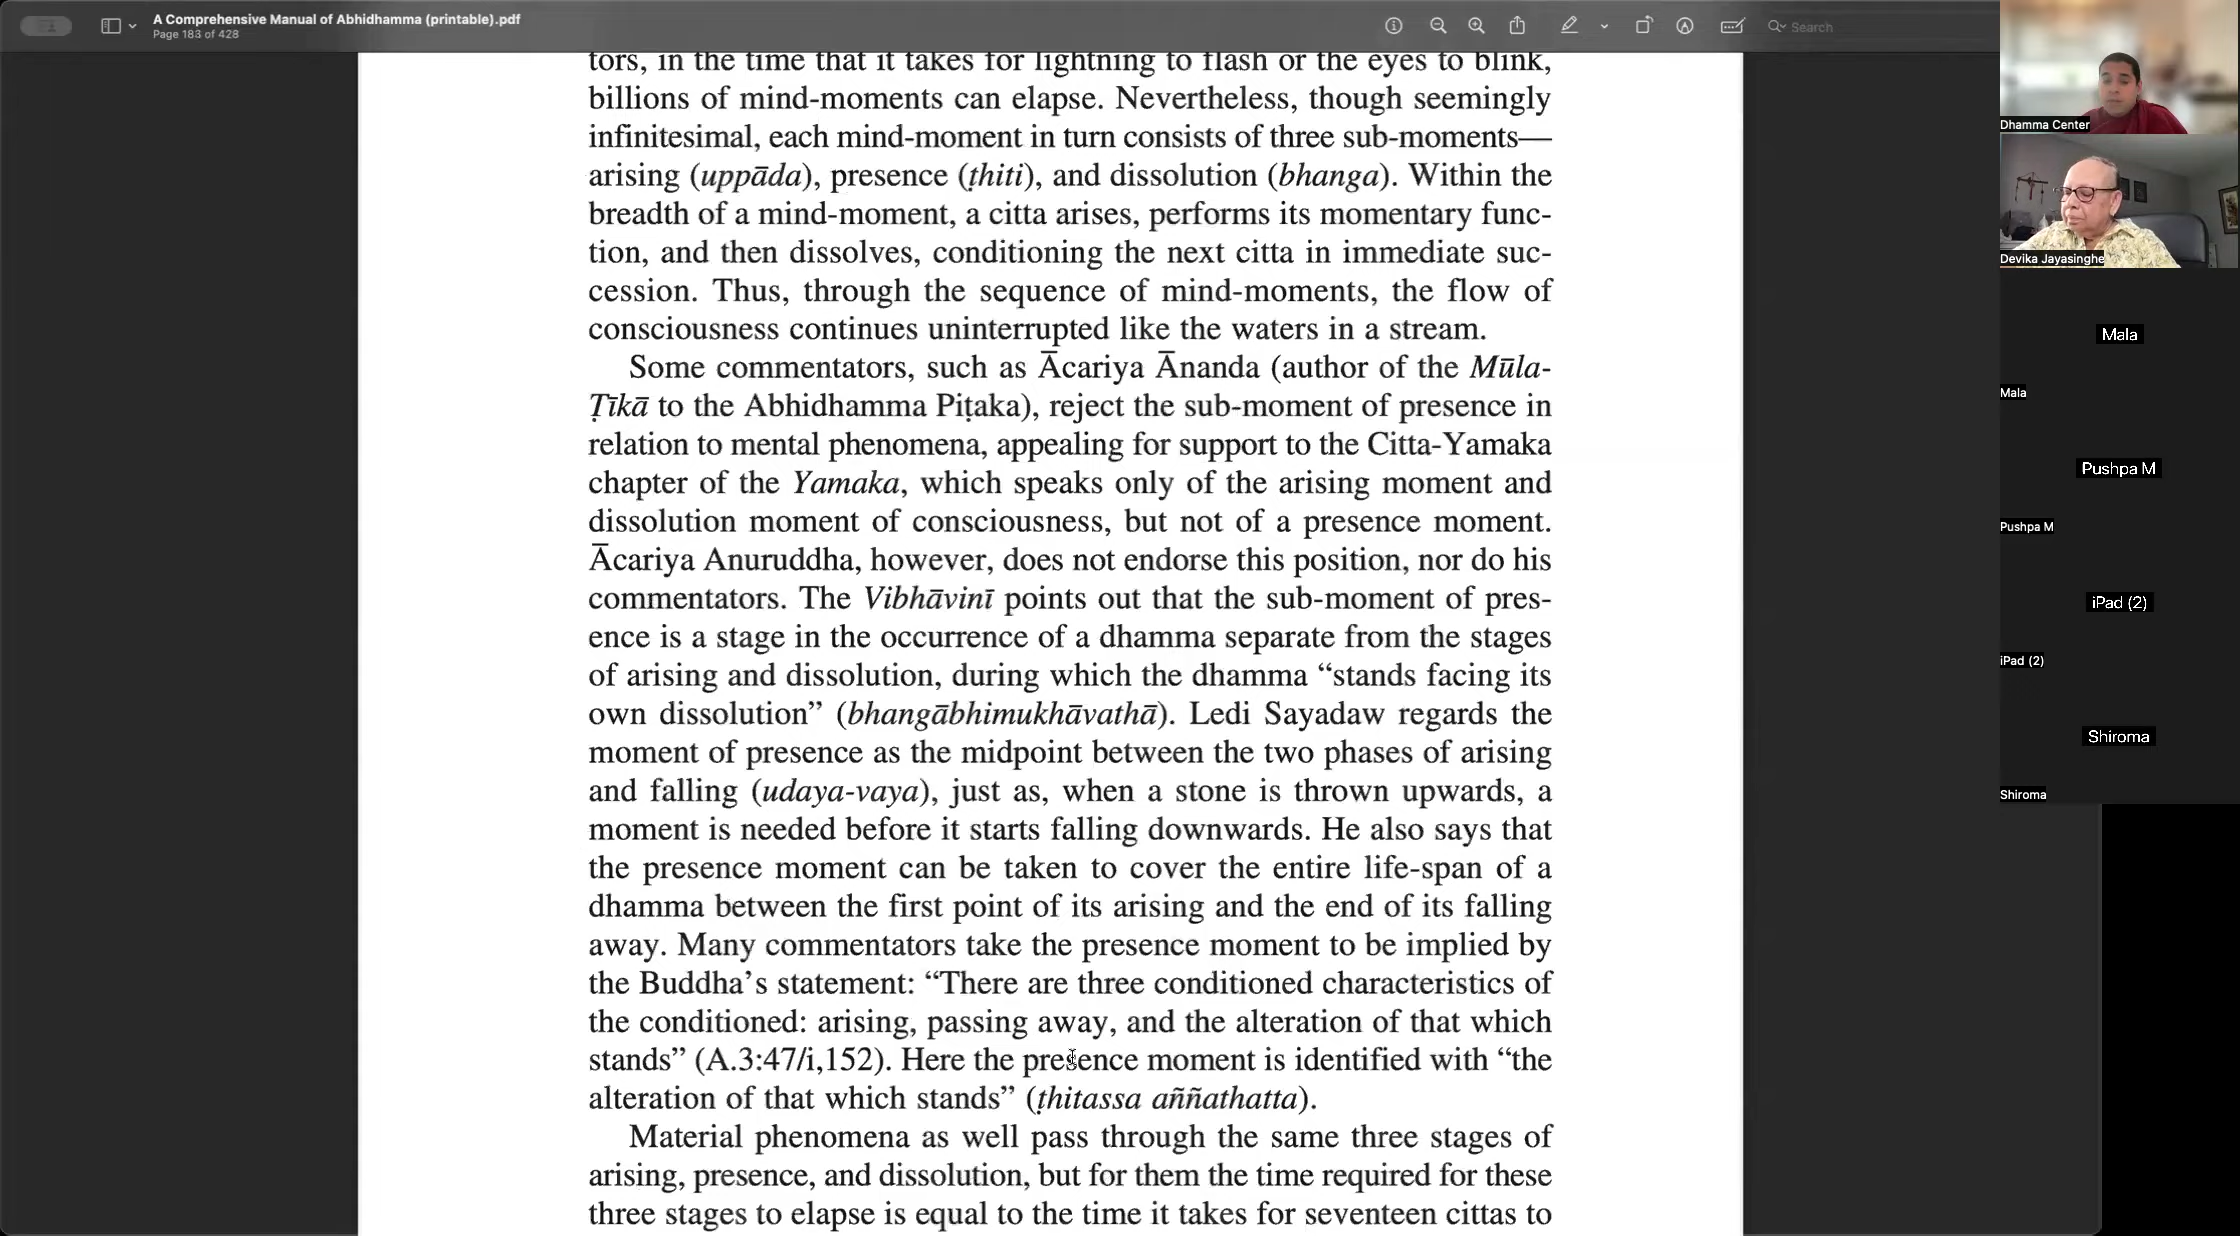 A Comprehensive Manual of Abhidhamma (printable).pdf
Page 183 of 428
Search
tors, in the time that it takes for lightning to flash or the eyes to blink,
billions of mind-moments can elapse. Nevertheless, though seemingly
infinitesimal, each mind-moment in turn consists of three sub-moments—
arising (uppāda), presence (ṭhiti), and dissolution (bhanga). Within the
breadth of a mind-moment, a citta arises, performs its momentary func-
tion, and then dissolves, conditioning the next citta in immediate suc-
cession. Thus, through the sequence of mind-moments, the flow of
consciousness continues uninterrupted like the waters in a stream.
Some commentators, such as Ācariya Ānanda (author of the Mūla-
Ṭīkā to the Abhidhamma Piṭaka), reject the sub-moment of presence in
relation to mental phenomena, appealing for support to the Citta-Yamaka
chapter of the Yamaka, which speaks only of the arising moment and
dissolution moment of consciousness, but not of a presence moment.
Ācariya Anuruddha, however, does not endorse this position, nor do his
commentators. The Vibhāvinī points out that the sub-moment of pres-
ence is a stage in the occurrence of a dhamma separate from the stages
of arising and dissolution, during which the dhamma “stands facing its
own dissolution” (bhangābhimukhāvathā). Ledi Sayadaw regards the
moment of presence as the midpoint between the two phases of arising
and falling (udaya-vaya), just as, when a stone is thrown upwards, a
moment is needed before it starts falling downwards. He also says that
the presence moment can be taken to cover the entire life-span of a
dhamma between the first point of its arising and the end of its falling
away. Many commentators take the presence moment to be implied by
the Buddha’s statement: “There are three conditioned characteristics of
the conditioned: arising, passing away, and the alteration of that which
stands” (A.3:47/i,152). Here the presence moment is identified with “the
alteration of that which stands” (ṭhitassa aññathatta).
Material phenomena as well pass through the same three stages of
arising, presence, and dissolution, but for them the time required for these
three stages to elapse is equal to the time it takes for seventeen cittas to
Dhamma Center
Devika Jayasinghe
Mala
Mala
Pushpa M
Pushpa M
iPad (2)
iPad (2)
Shiroma
Shiroma